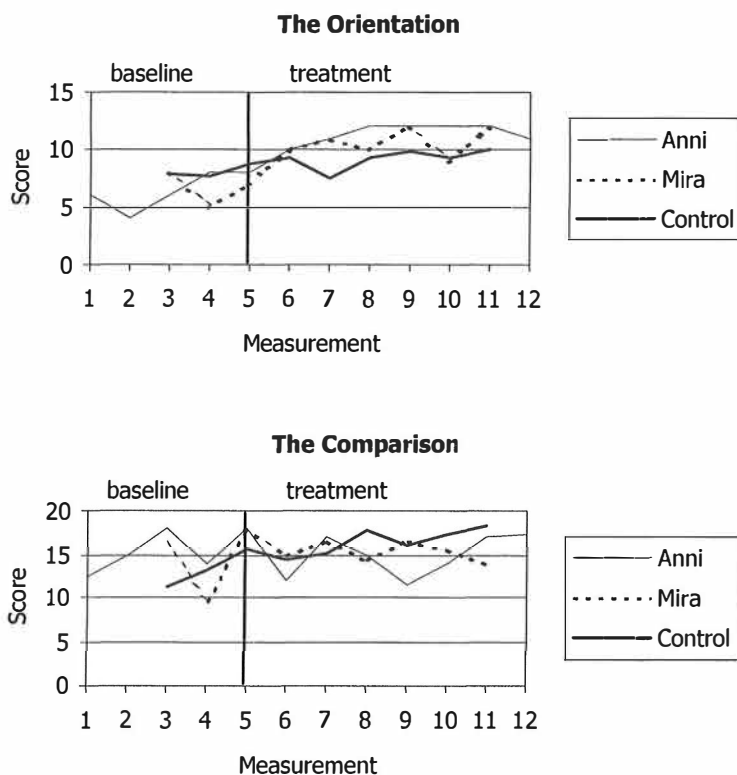 The Orientation
baseline treatment
15
10
5
0
Score
1 2 3 4 5 6 7 8 9 10 11 12
Measurement
Anni
Mira
Control
The Comparison
baseline treatment
20
15
10
5
0
Score
1 2 3 4 5 6 7 8 9 10 11 12
Measurement
Anni
Mira
Control